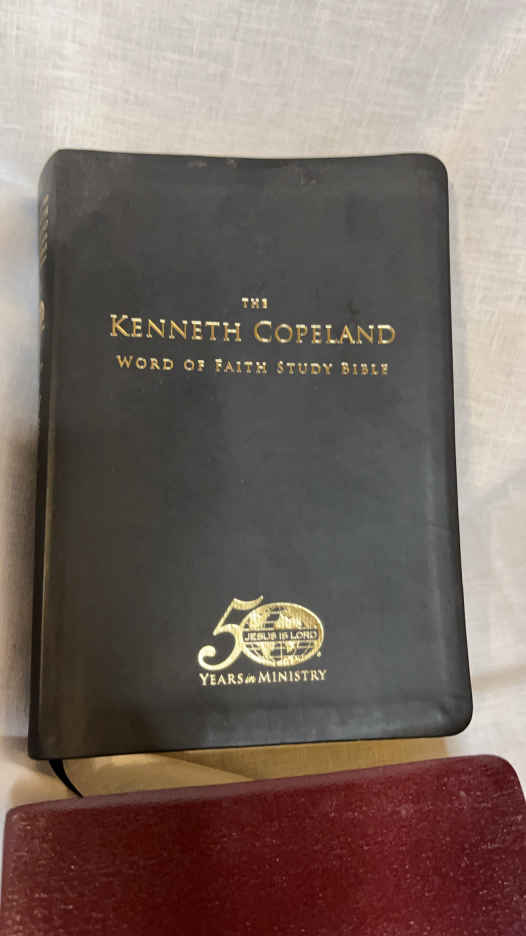 THE
KENNETH COPELAND
WORD OF FAITH STUDY BIBLE
50
JESUS IS LORD
YEARS in MINISTRY